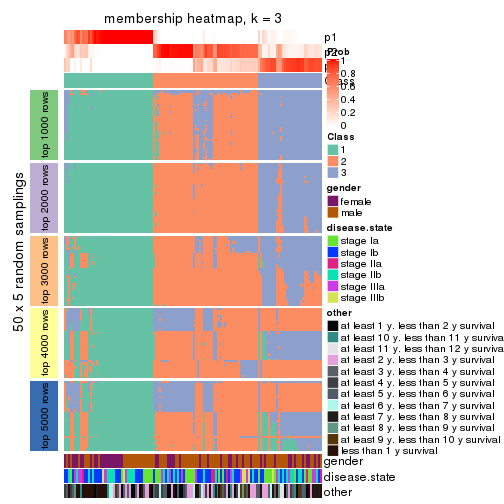 membership heatmap, k = 3
p1
p2
Prob
1
0.8
0.6
0.4
0.2
0
Class
Class
1
2
3
gender
female
male
disease.state
stage Ia
stage Ib
stage IIa
stage IIb
stage IIIa
stage IIIb
other
at least 1 y. less than 2 y survival
at least 10 y. less than 11 y surviva
at least 11 y. less than 12 y surviva
at least 2 y. less than 3 y survival
at least 3 y. less than 4 y survival
at least 4 y. less than 5 y survival
at least 5 y. less than 6 y survival
at least 6 y. less than 7 y survival
at least 7 y. less than 8 y survival
at least 8 y. less than 9 y survival
at least 9 y. less than 10 y survival
less than 1 y survival
50 x 5 random samplings
top 1000 rows
top 2000 rows
top 3000 rows
top 4000 rows
top 5000 rows
gender
disease.state
other